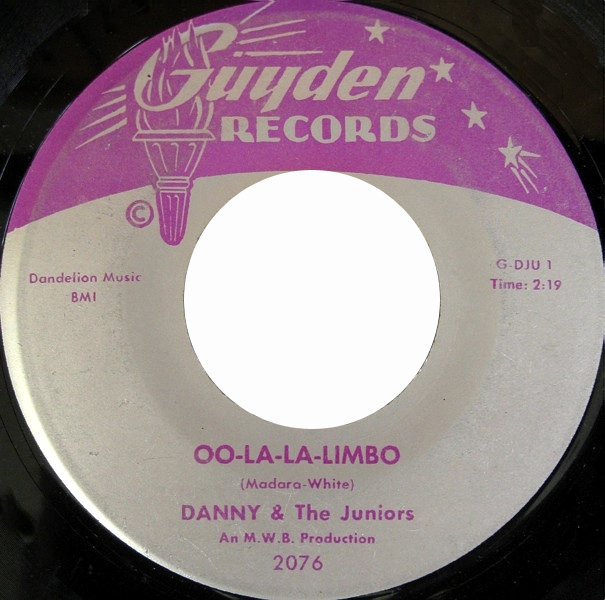 Guyden
RECORDS
©
Dandelion Music
BMI
G-DJU 1
Time: 2:19
OO-LA-LA-LIMBO
(Madara-White)
DANNY & The Juniors
An M.W.B. Production
2076